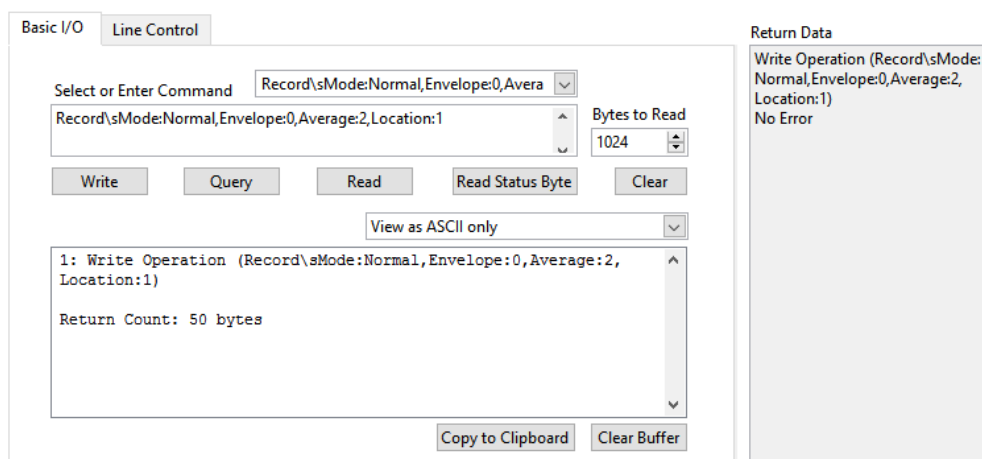 Basic I/O
Line Control
Select or Enter Command
Record\sMode:Normal,Envelope:0,Avera
Record\sMode:Normal,Envelope:0,Average:2,Location:1
Bytes to Read
1024
Write
Query
Read
Read Status Byte
Clear
View as ASCII only
1: Write Operation (Record\sMode:Normal,Envelope:0,Average:2,
Location:1)
Return Count: 50 bytes
Copy to Clipboard
Clear Buffer
Return Data
Write Operation (Record\sMode:
Normal,Envelope:0,Average:2,
Location:1)
No Error